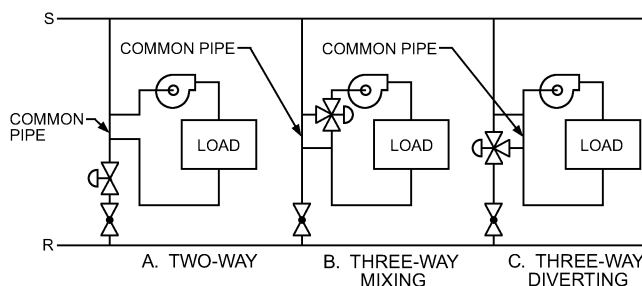 S
COMMON PIPE
COMMON PIPE
COMMON
PIPE
LOAD
LOAD
LOAD
R
A. TWO-WAY
B. THREE-WAY
MIXING
C. THREE-WAY
DIVERTING